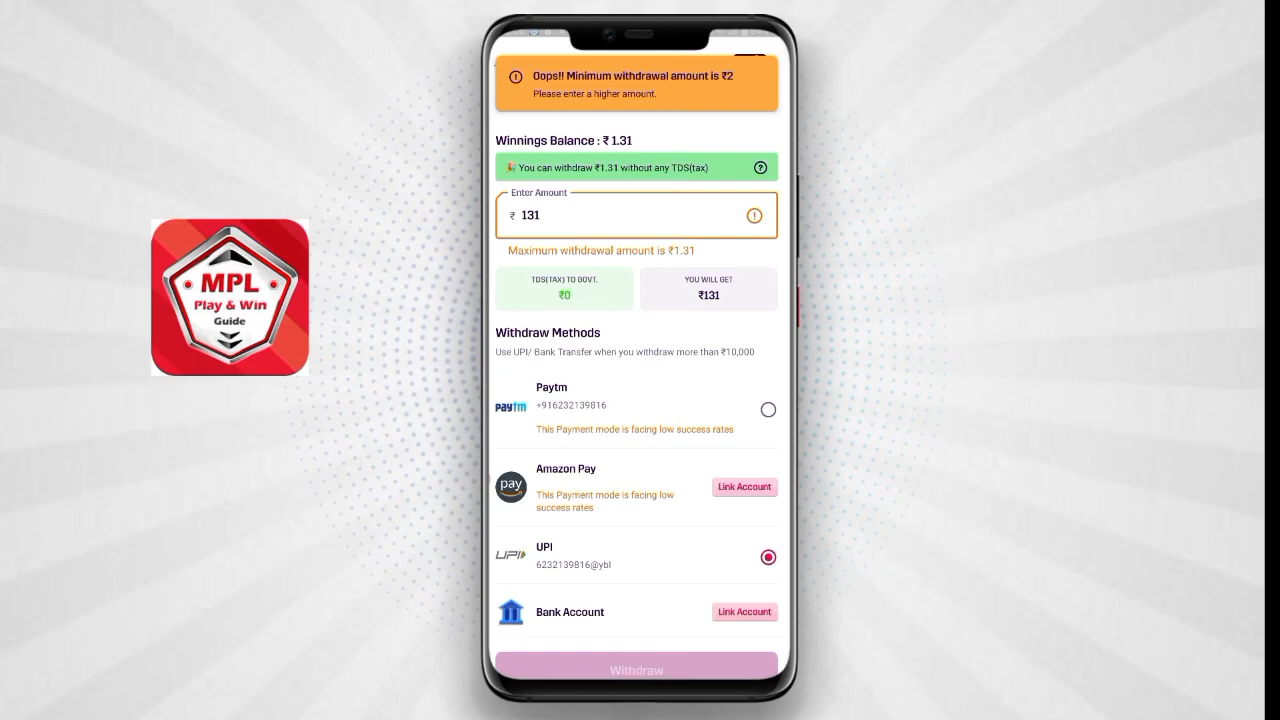 Oops!! Minimum withdrawal amount is ₹2
Please enter a higher amount.
Winnings Balance : ₹ 1.31
You can withdraw ₹1.31 without any TDS(tax)
Enter Amount
₹ 131
Maximum withdrawal amount is ₹1.31
TDS(TAX) TO GOVT.
₹0
YOU WILL GET
₹131
Withdraw Methods
Use UPI/ Bank Transfer when you withdraw more than ₹10,000
Paytm
paytm
+916232139816
This Payment mode is facing low success rates
Amazon Pay
pay
Link Account
This Payment mode is facing low
success rates
UPI
UPI
6232139816@ybl
Bank Account
Link Account
Withdraw
MPL
Play & Win
Guide